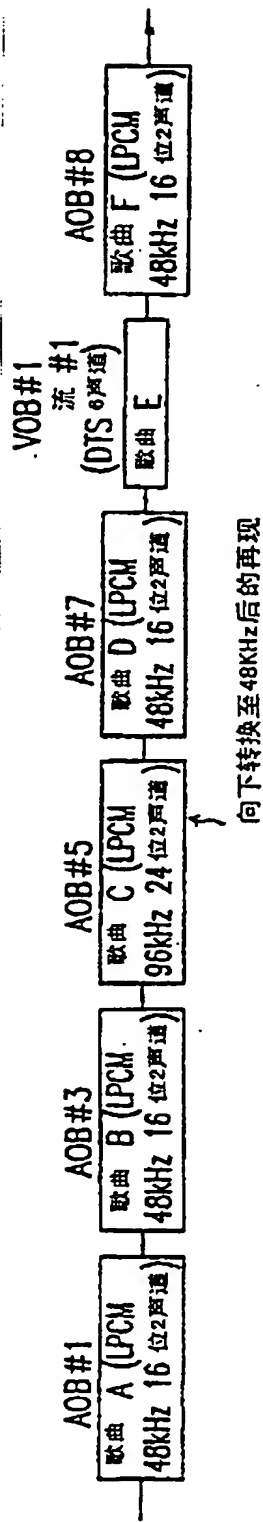 AOB#1
歌曲 A (LPCM
48kHz 16 位2声道)
AOB#3
歌曲 B (LPCM
48kHz 16 位2声道)
AOB#5
歌曲 C (LPCM
96kHz 24 位2声道)
向下转换至48KHz后的再现
AOB#7
歌曲 D (LPCM
48kHz 16 位2声道)
VOB#1
流 #1
(DTS 6声道)
歌曲 E
AOB#8
歌曲 F (LPCM
48kHz 16 位2声道)